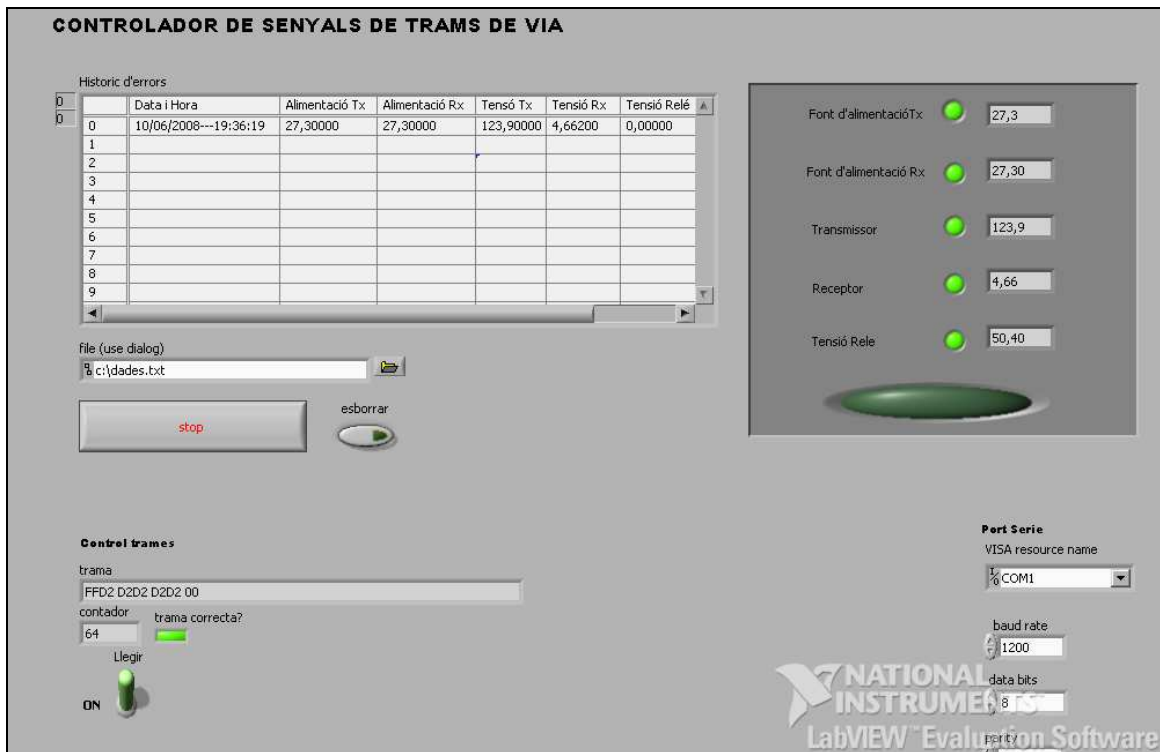 CONTROLADOR DE SENYALS DE TRAMS DE VIA
Historic d'errors
0
0
Data i Hora Alimentació Tx Alimentació Rx Tensó Tx Tensió Rx Tensió Relé
0 10/06/2008---19:36:19 27,30000 27,30000 123,90000 4,66200 0,00000
1
2
3
4
5
6
7
8
9
file (use dialog)
c:\dades.txt
stop
esborrar
Font d'alimentacióTx 27,3
Font d'alimentació Rx 27,30
Transmissor 123,9
Receptor 4,66
Tensió Rele 50,40
Control trames
trama
FFD2 D2D2 D2D2 00
contador
64
trama correcta?
Llegir
ON
Port Serie
VISA resource name
I/O COM1
baud rate
1200
data bits
8
parity
NATIONAL INSTRUMENTS
LabVIEW™ Evaluation Software